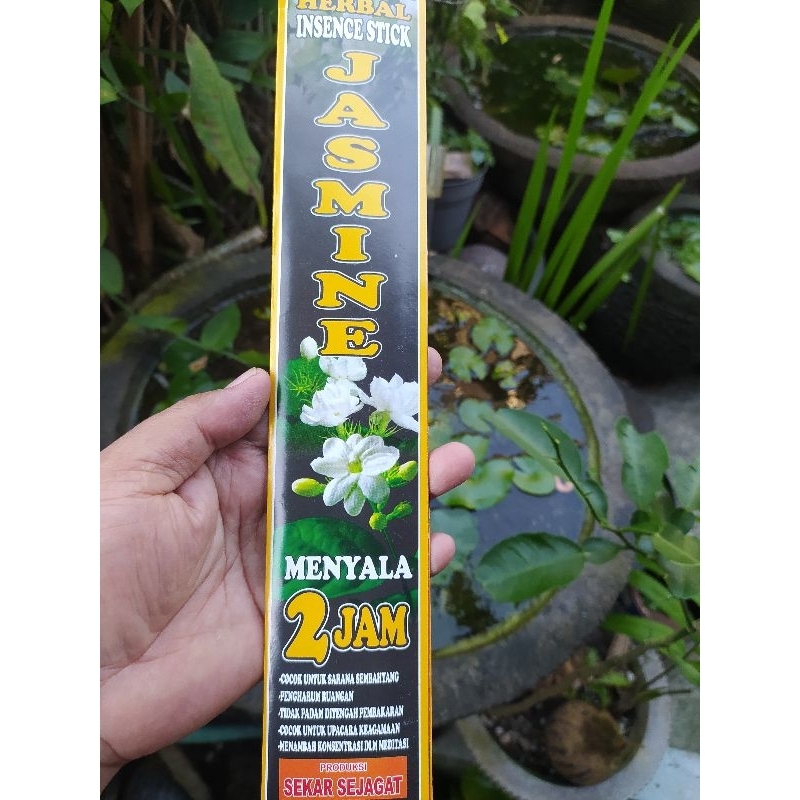 HERBAL
INSENCE STICK
JASMINE
MENYALA
2 JAM
-COCOK UNTUK SARANA SEMBAHYANG
-PENGHARUM RUANGAN
-TIDAK PADAM DITENGAH PEMBAKARAN
-COCOK UNTUK UPACARA KEAGAMAAN
-MENAMBAH KONSENTRASI DLM MEDITASI
PRODUKSI
SEKAR SEJAGAT